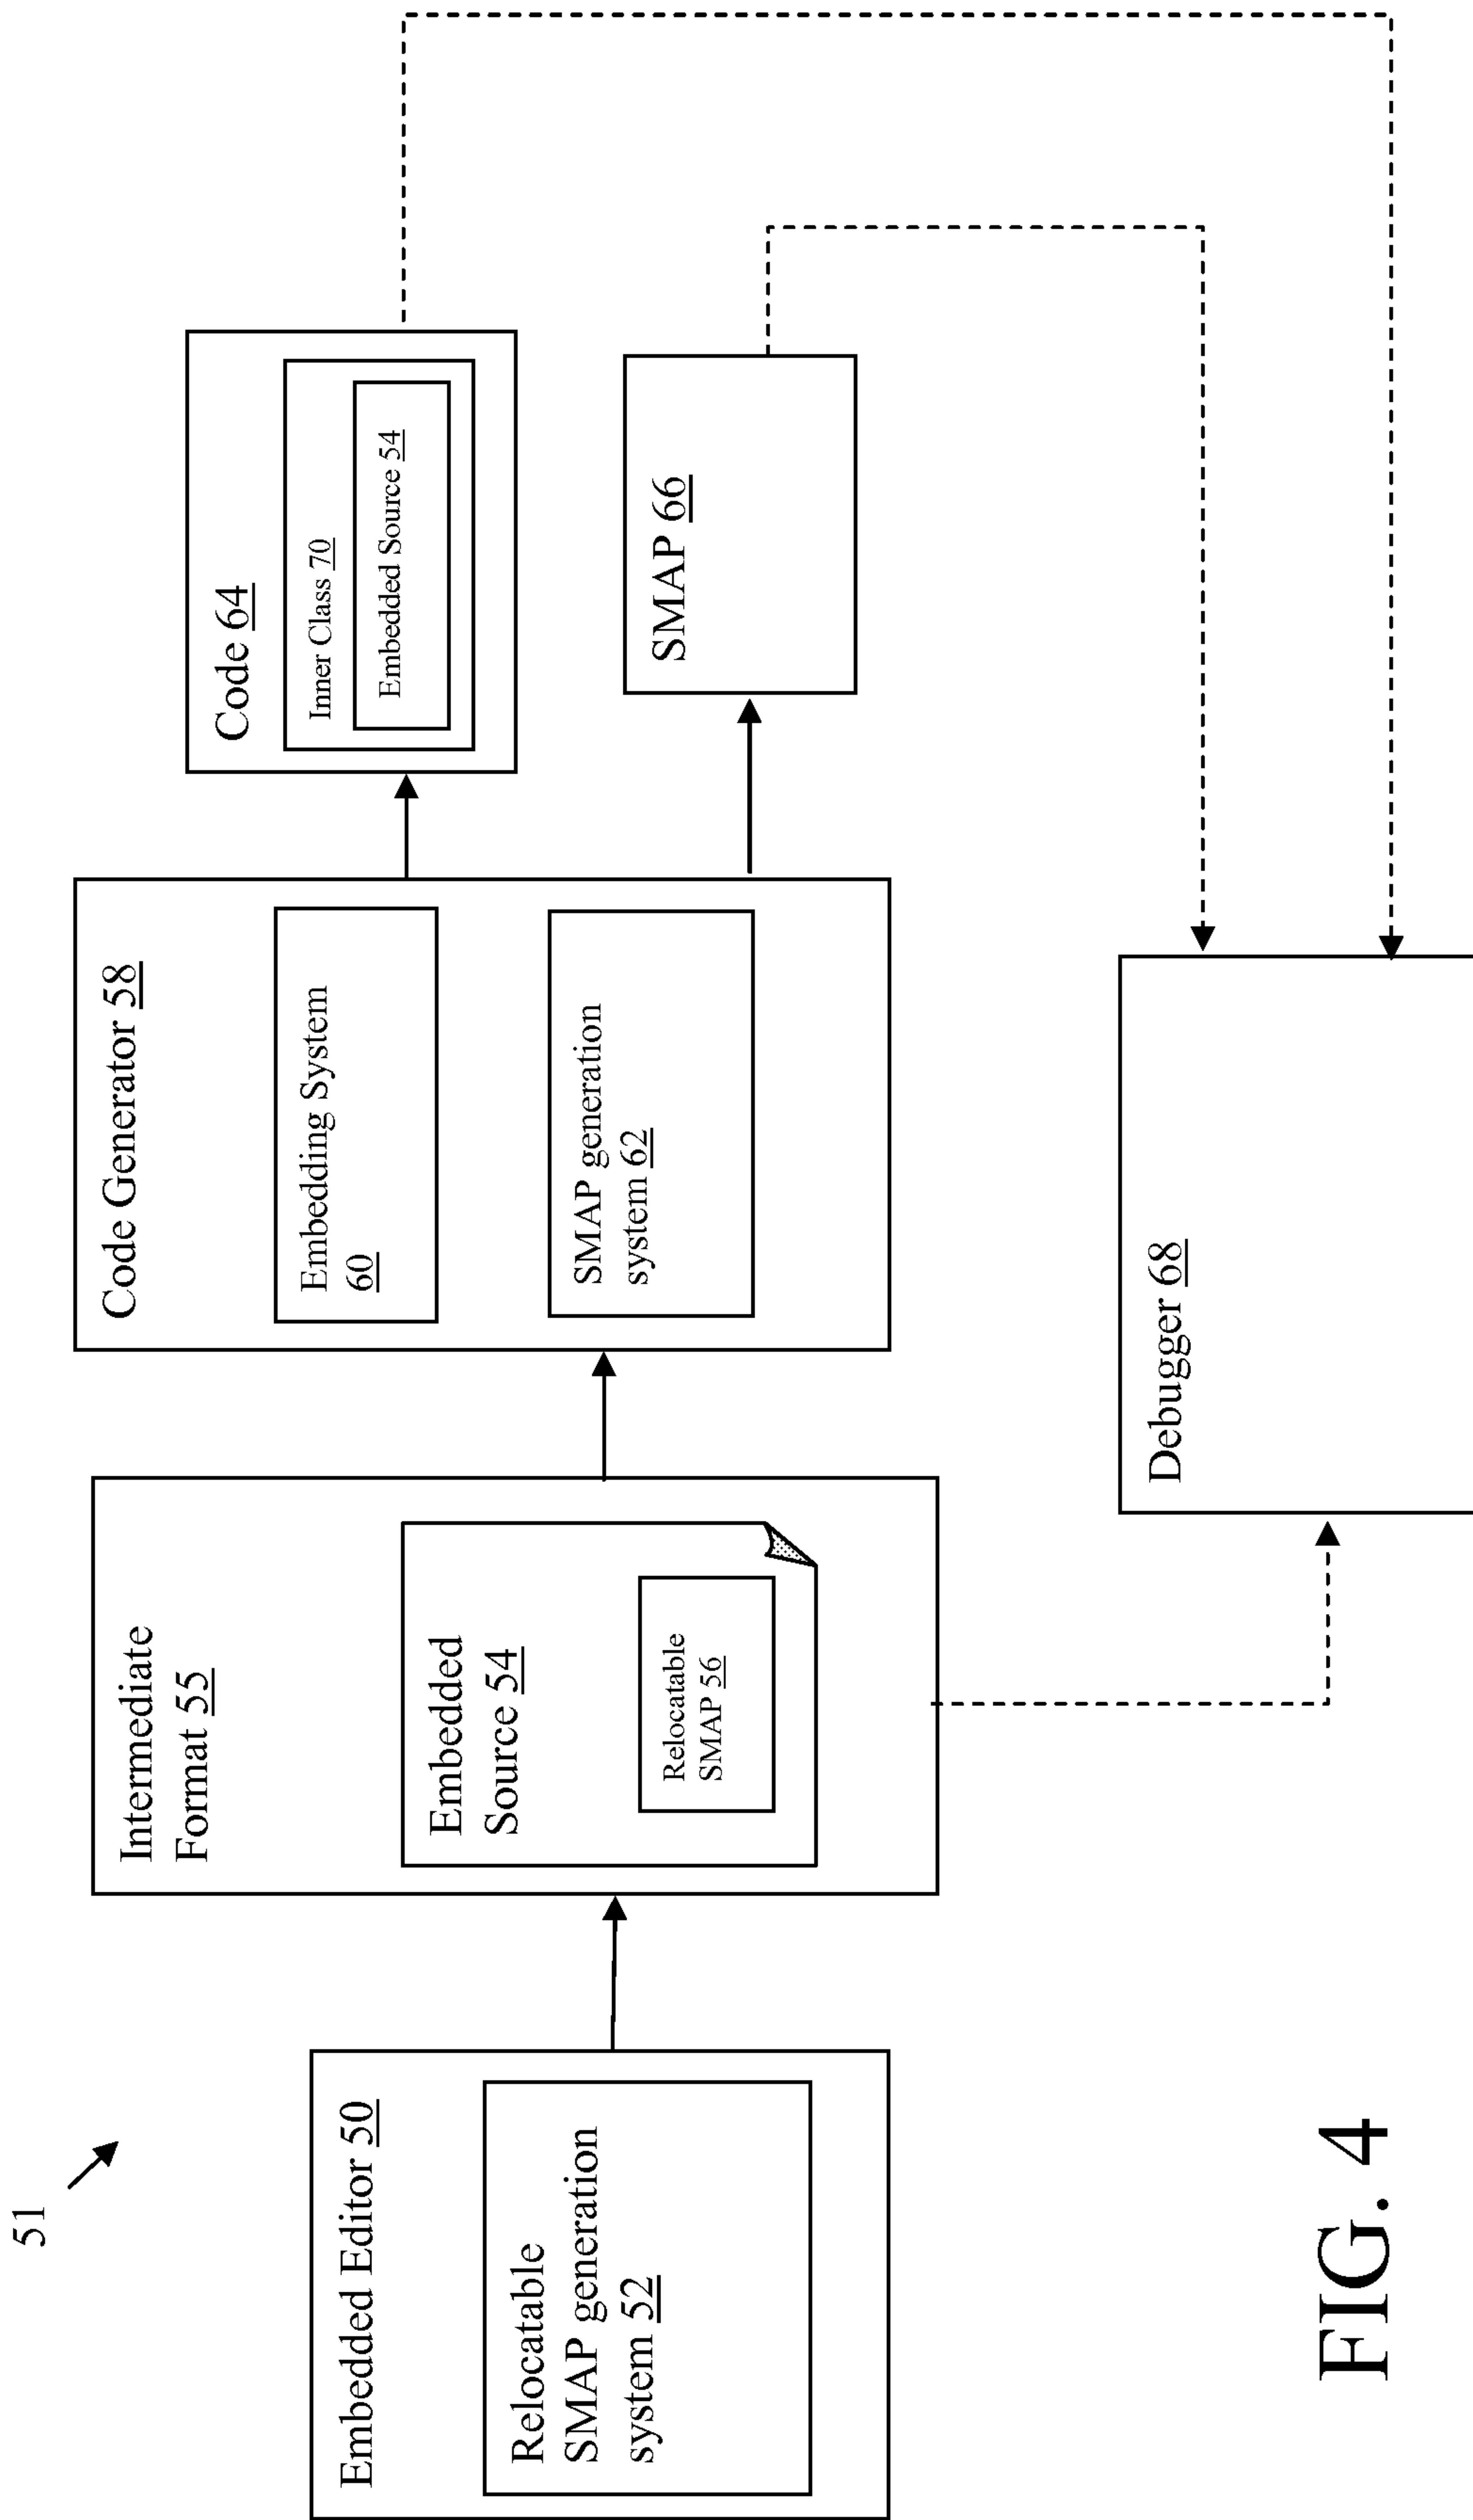 51
Embedded Editor 50
Relocatable
SMAP generation
system 52
Intermediate
Format 55
Embedded
Source 54
Relocatable
SMAP 56
Code Generator 58
Embedding System
60
SMAP generation
system 62
Code 64
Inner Class 70
Embedded Source 54
SMAP 66
Debugger 68
FIG. 4